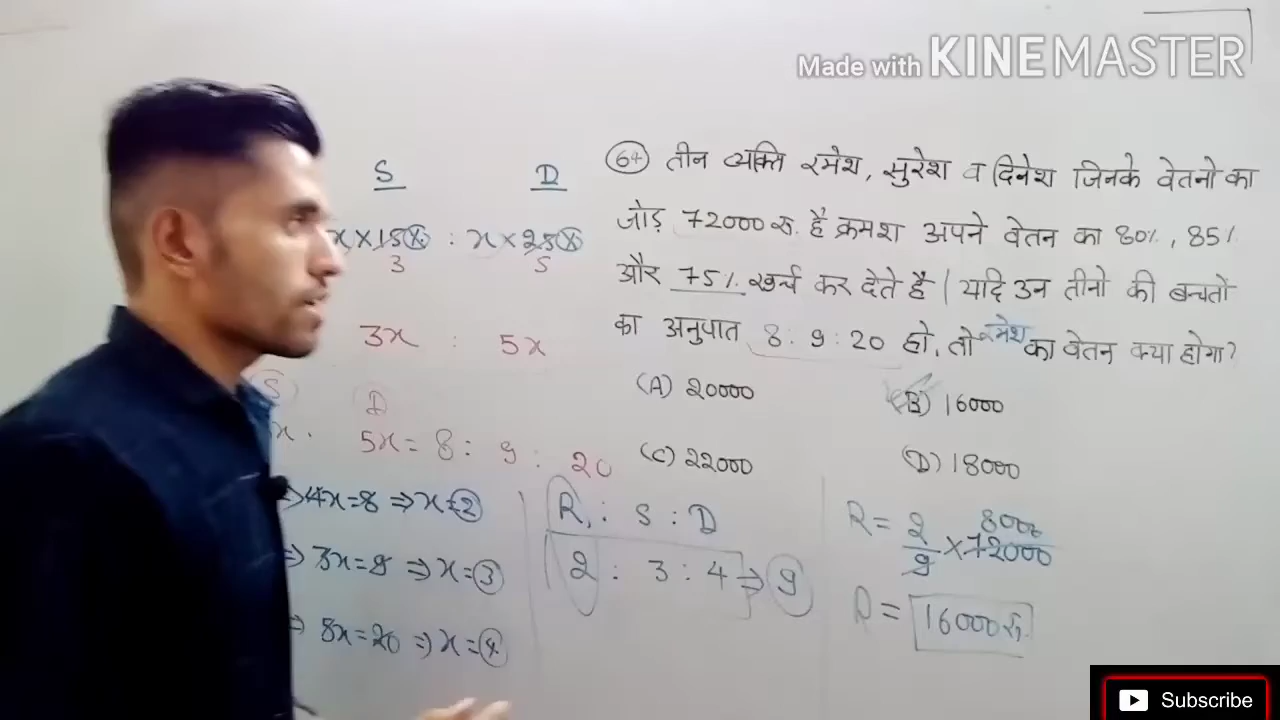 Made with KINEMASTER
S D
x×15% : x×25%
3 5
3x : 5x
S D
x. 5x = 8 : 9 : 20
⇒ 4x=8 ⇒ x=2
⇒ 3x=9 ⇒ x=3
⇒ 5x=20 ⇒ x=4
64 तीन व्यक्ति रमेश, सुरेश व दिनेश जिनके वेतनो का
जोड़ 72000 रु. है क्रमश अपने वेतन का 80%, 85%
और 75% खर्च कर देते है | यदि उन तीनो की बचतो
का अनुपात 8 : 9 : 20 हो, तो रमेश का वेतन क्या होगा?
(A) 20000 (B) 16000
(C) 22000 (D) 18000
R : S : D
2 : 3 : 4 ⇒ 9
8000
R = 2/9 × 72000
R = 16000 रु.
Subscribe